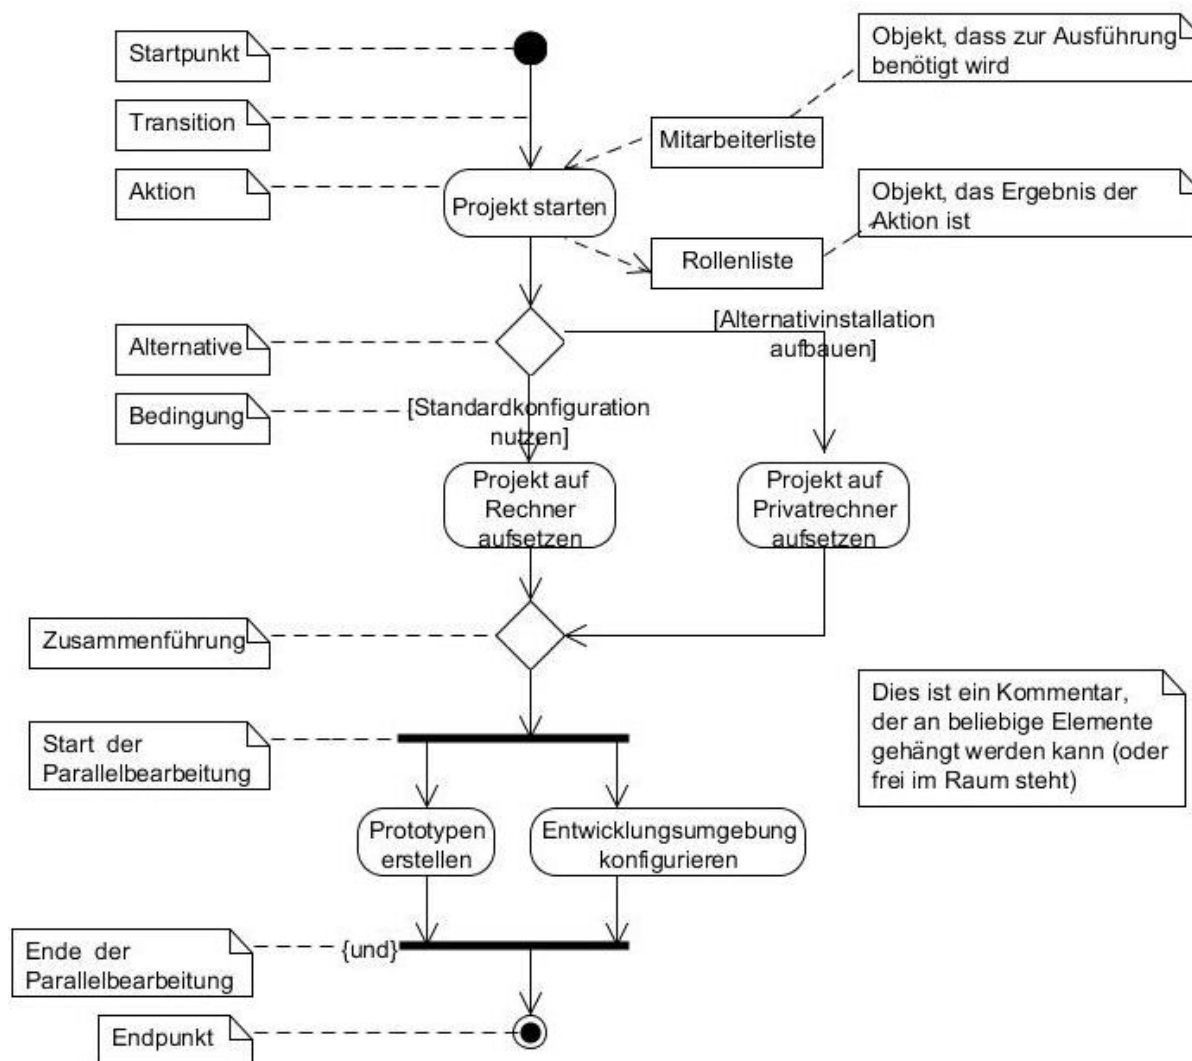 Startpunkt
Objekt, dass zur Ausführung
benötigt wird
Transition
Mitarbeiterliste
Aktion
Projekt starten
Objekt, das Ergebnis der
Aktion ist
Rollenliste
[Alternativinstallation
aufbauen]
Alternative
Bedingung
[Standardkonfiguration
nutzen]
Projekt auf
Rechner
aufsetzen
Projekt auf
Privatrechner
aufsetzen
Zusammenführung
Dies ist ein Kommentar,
der an beliebige Elemente
gehängt werden kann (oder
frei im Raum steht)
Start der
Parallelbearbeitung
Prototypen
erstellen
Entwicklungsumgebung
konfigurieren
Ende der
Parallelbearbeitung
{und}
Endpunkt